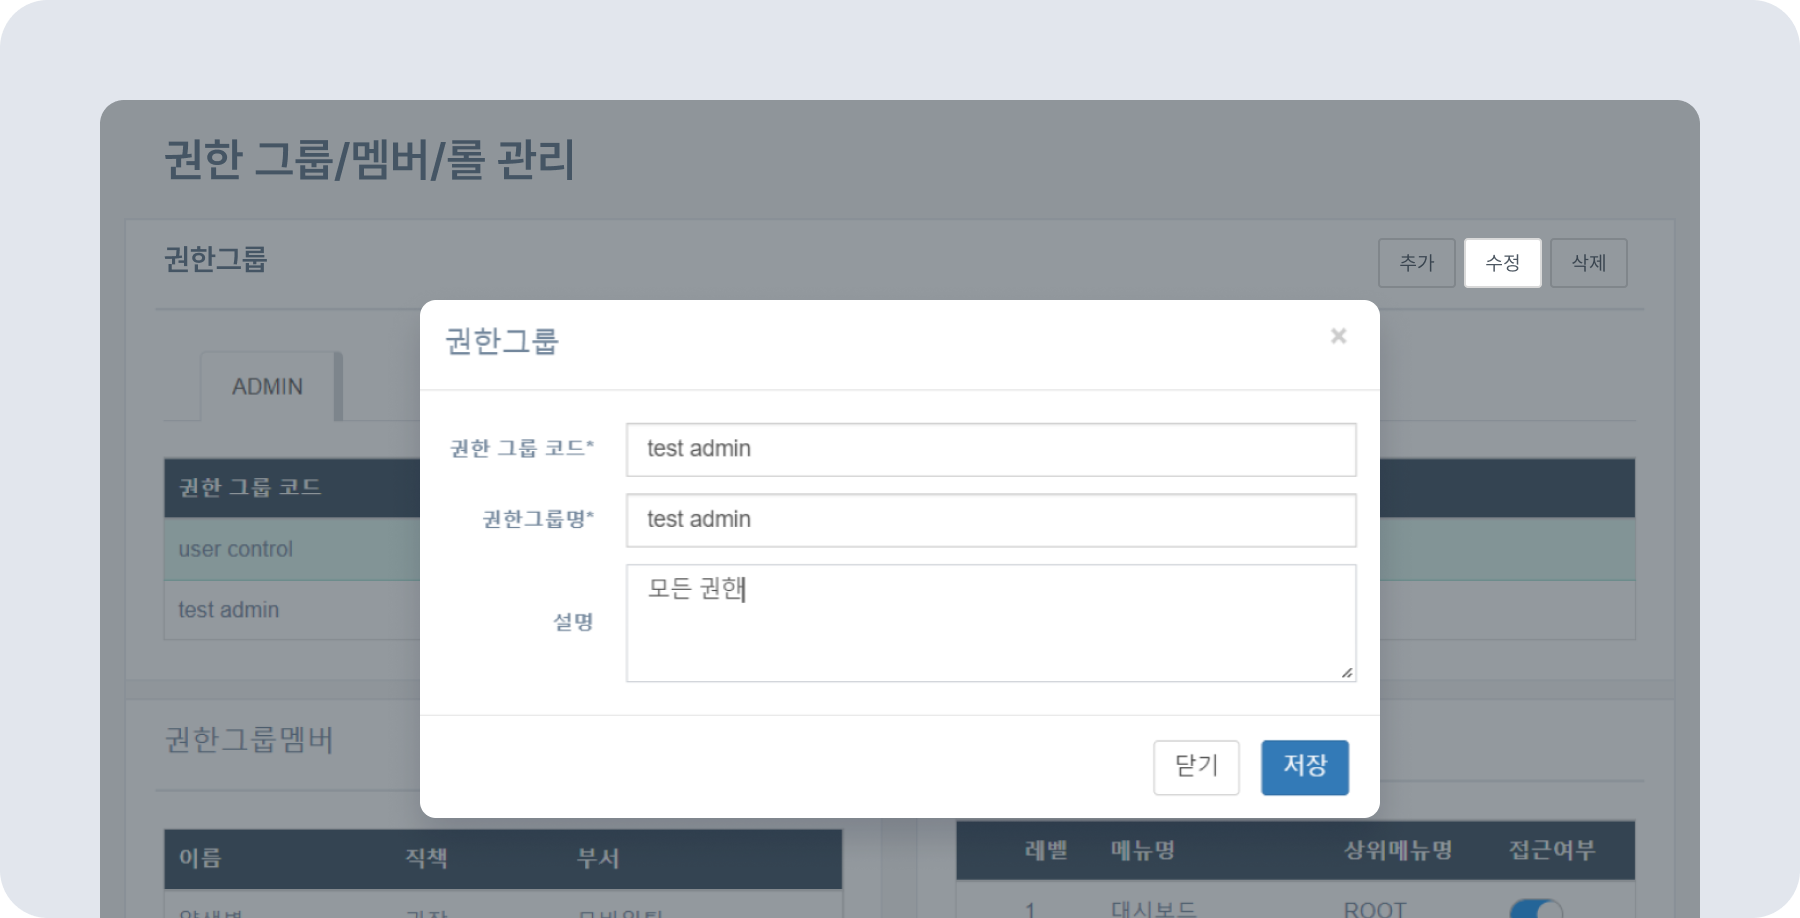 권한 그룹/멤버/롤 관리
권한그룹
추가 수정 삭제
권한그룹 ×
ADMIN
권한 그룹 코드* test admin
권한 그룹 코드
권한그룹명* test admin
user control
모든 권한
test admin
설명
권한그룹멤버
닫기 저장
이름 직책 부서
레벨 메뉴명 상위메뉴명 접근여부
1 대시보드 ROOT